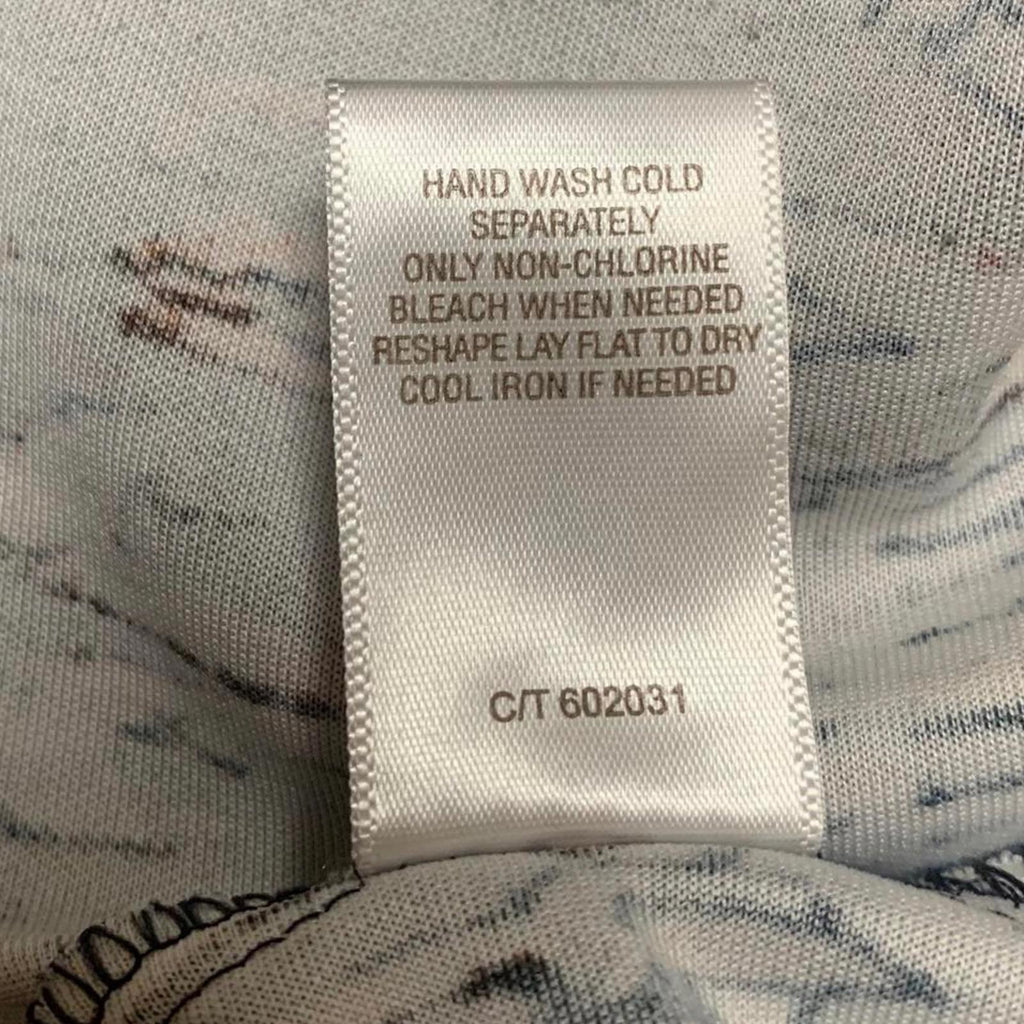 HAND WASH COLD
SEPARATELY
ONLY NON-CHLORINE
BLEACH WHEN NEEDED
RESHAPE LAY FLAT TO DRY
COOL IRON IF NEEDED
C/T 602031